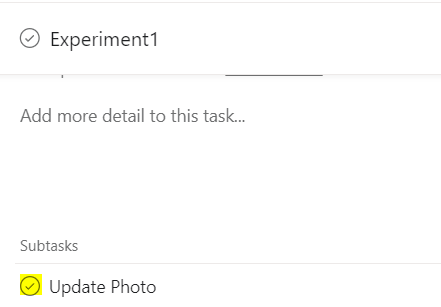 Experiment1
Add more detail to this task...
Subtasks
Update Photo